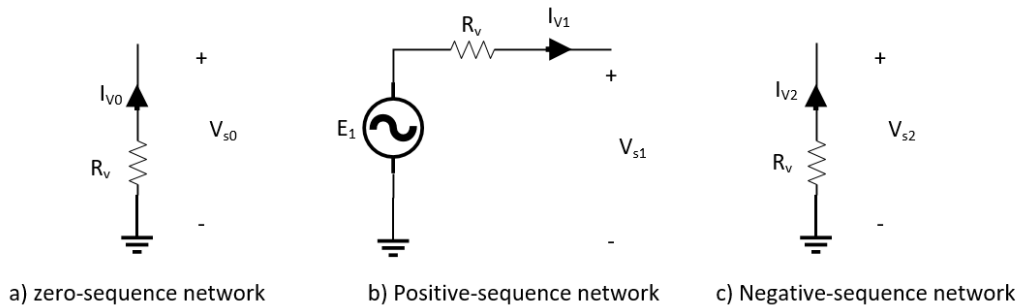 I_V1
R_v
+
+
+
I_V0
I_V2
E_1
V_s0
V_s1
V_s2
R_v
R_v
-
-
-
a) zero-sequence network
b) Positive-sequence network
c) Negative-sequence network